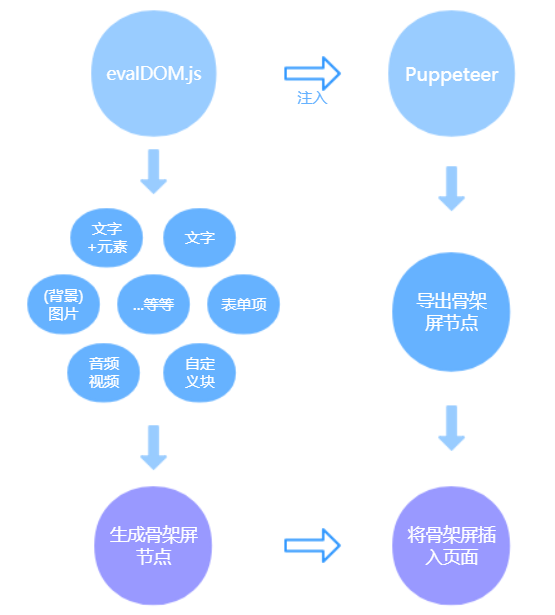 evalDOM.js
注入
Puppeteer
文字
+元素
文字
(背景)
图片
...等等
表单项
音频
视频
自定
义块
导出骨架
屏节点
生成骨架屏
节点
将骨架屏插
入页面